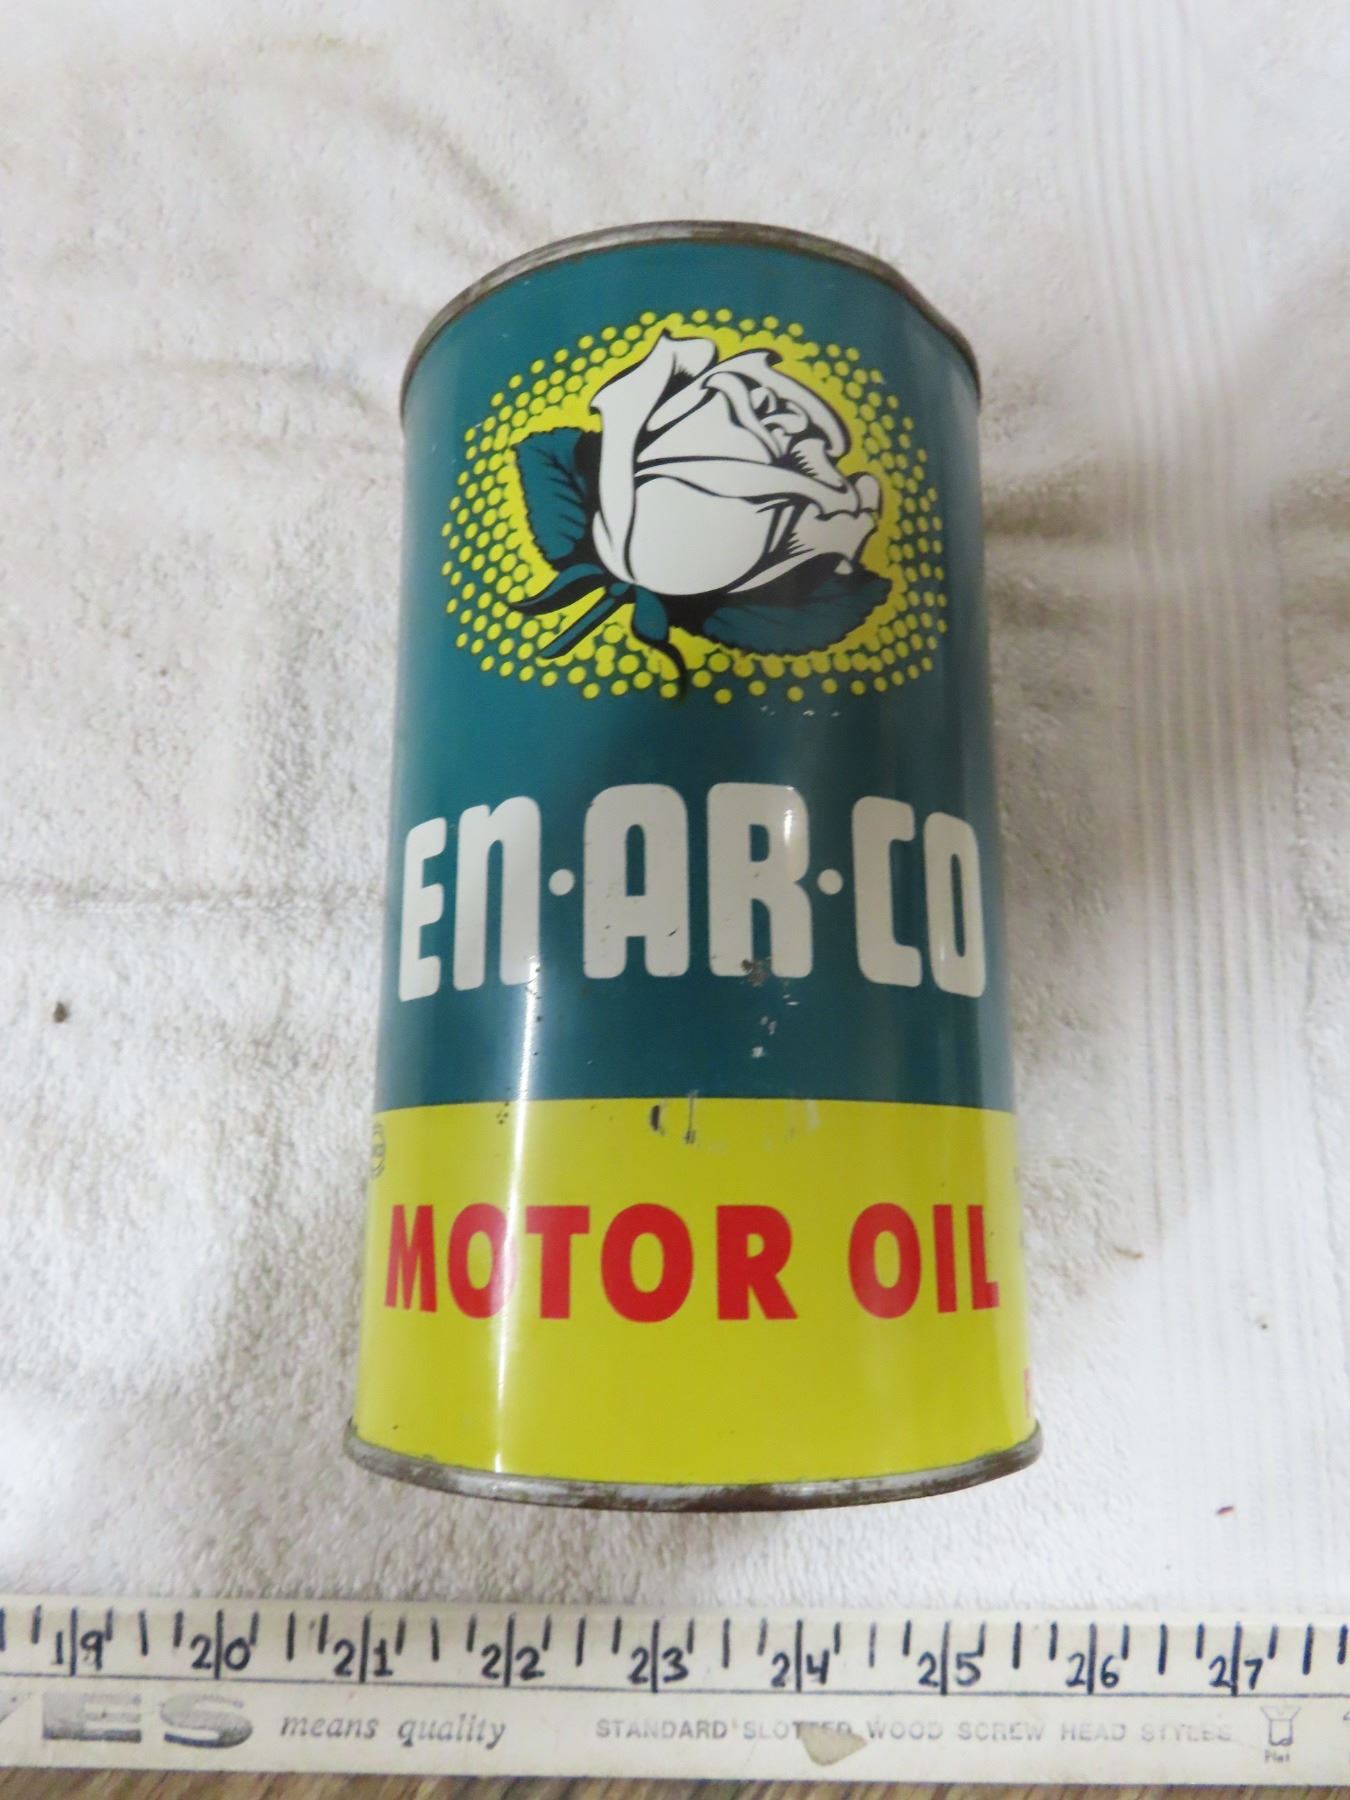 EN·AR·CO
MOTOR OIL
19 20 21 22 23 24 25 26 27
means quality STANDARD SLOTTED WOOD SCREW HEAD STYLES
Flat